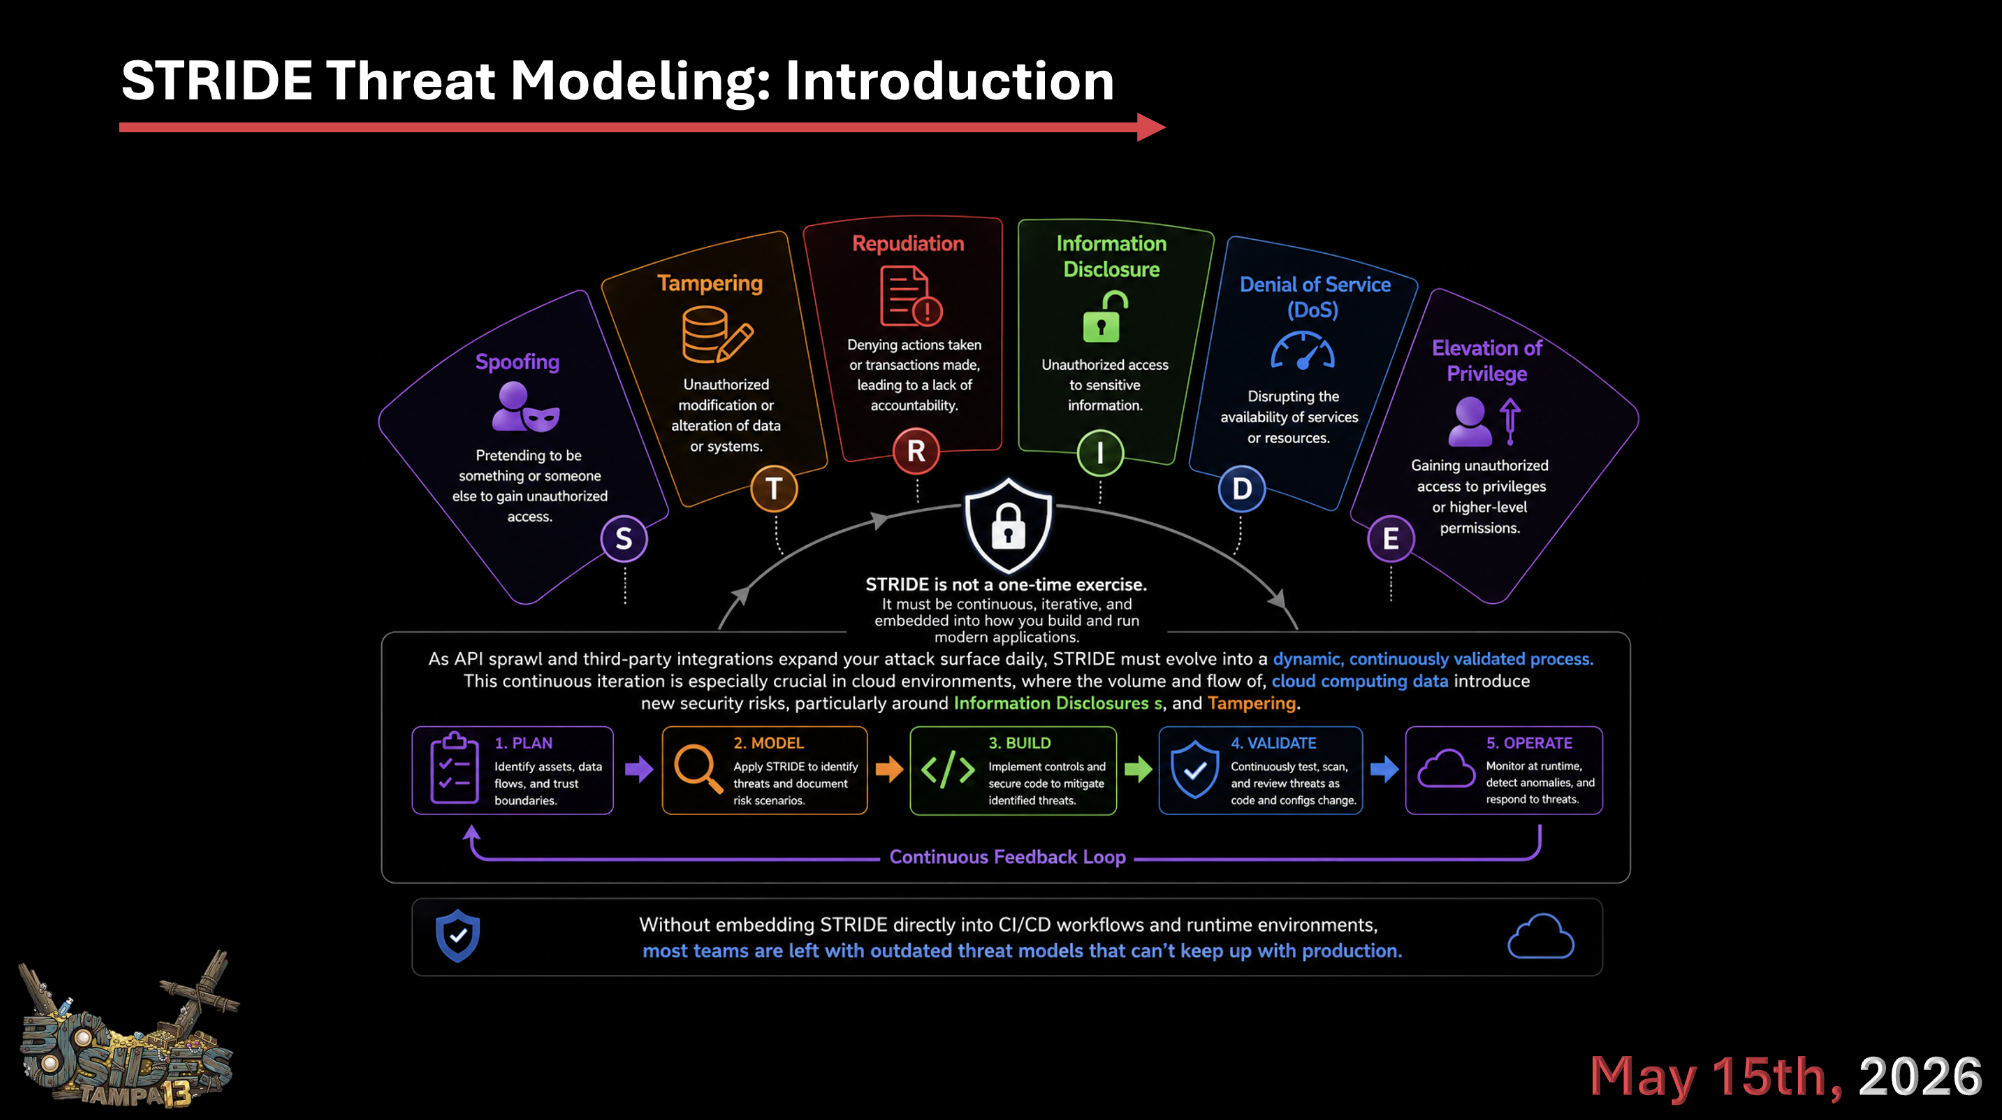 STRIDE Threat Modeling: Introduction
Spoofing
Pretending to be
something or someone
else to gain unauthorized
access.
S
Tampering
Unauthorized
modification or
alteration of data
or systems.
T
Repudiation
Denying actions taken
or transactions made,
leading to a lack of
accountability.
R
Information
Disclosure
Unauthorized access
to sensitive
information.
I
Denial of Service
(DoS)
Disrupting the
availability of services
or resources.
D
Elevation of
Privilege
Gaining unauthorized
access to privileges
or higher-level
permissions.
E
STRIDE is not a one-time exercise.
It must be continuous, iterative, and
embedded into how you build and run
modern applications.
As API sprawl and third-party integrations expand your attack surface daily, STRIDE must evolve into a dynamic, continuously validated process.
This continuous iteration is especially crucial in cloud environments, where the volume and flow of, cloud computing data introduce
new security risks, particularly around Information Disclosures s, and Tampering.
1. PLAN
Identify assets, data
flows, and trust
boundaries.
2. MODEL
Apply STRIDE to identify
threats and document
risk scenarios.
3. BUILD
Implement controls and
secure code to mitigate
identified threats.
4. VALIDATE
Continuously test, scan,
and review threats as
code and configs change.
5. OPERATE
Monitor at runtime,
detect anomalies, and
respond to threats.
Continuous Feedback Loop
Without embedding STRIDE directly into CI/CD workflows and runtime environments,
most teams are left with outdated threat models that can't keep up with production.
BSIDES
TAMPA 13
May 15th, 2026